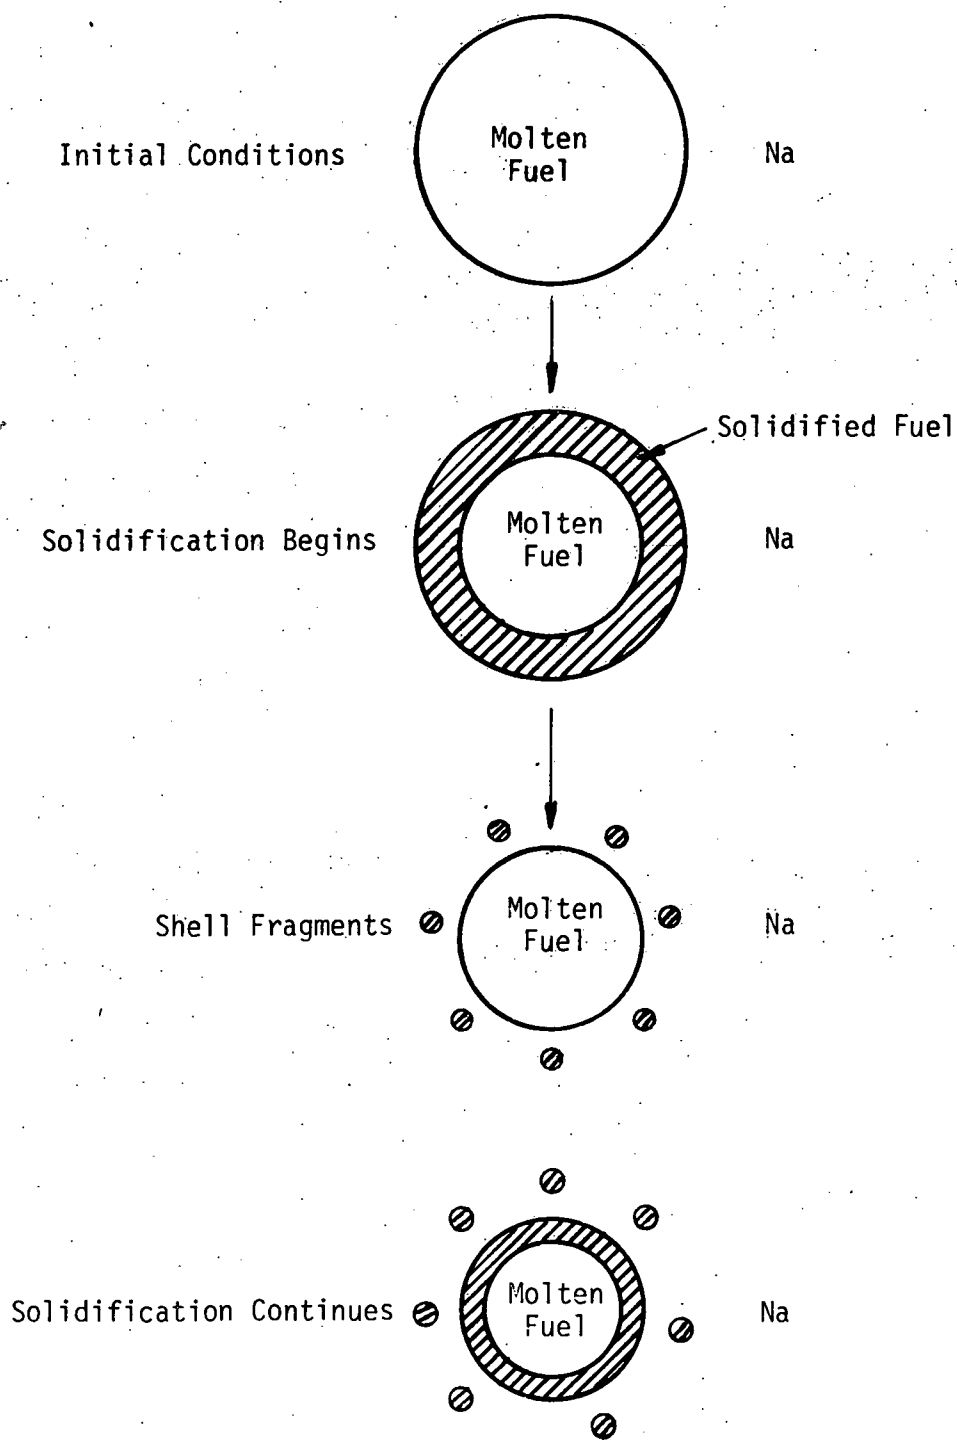 Initial Conditions
Molten
Fuel
Na
Solidified Fuel
Solidification Begins
Molten
Fuel
Na
Shell Fragments
Molten
Fuel
Na
Solidification Continues
Molten
Fuel
Na